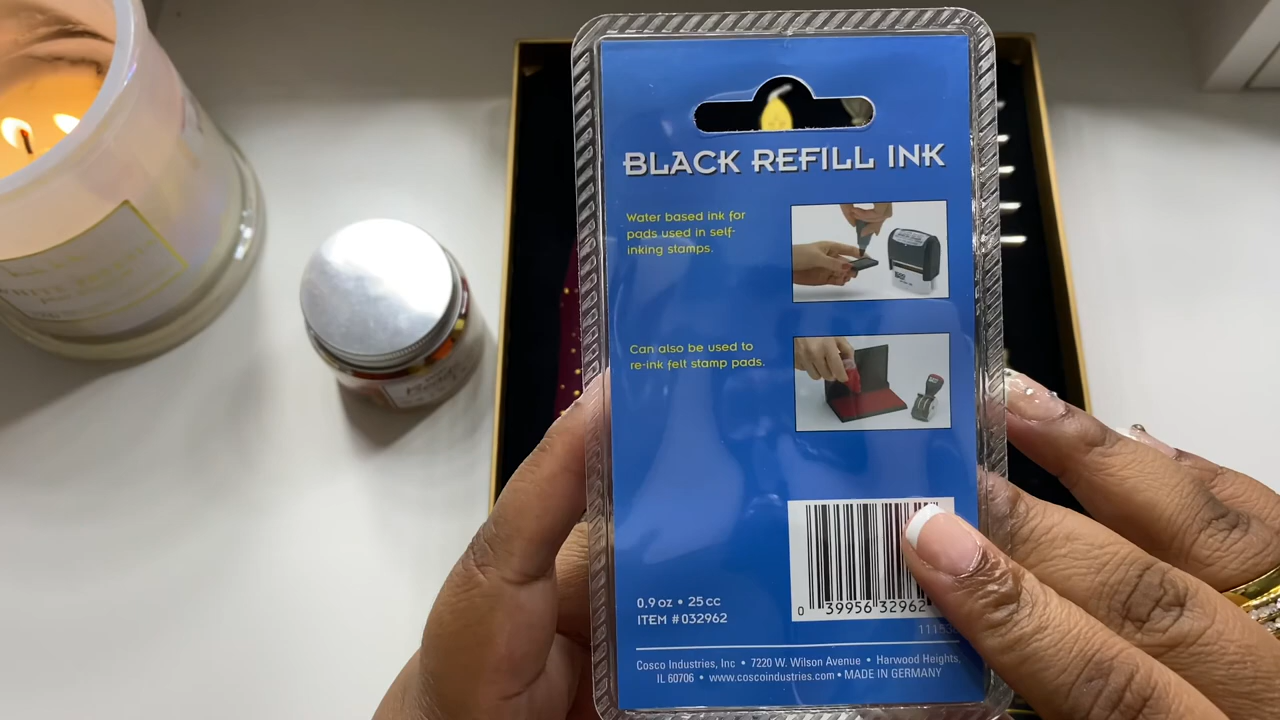 BLACK REFILL INK
Water based ink for
pads used in self-
inking stamps.
Can also be used to
re-ink felt stamp pads.
0 39956 32962
0.9 oz • 25 cc
ITEM #032962
Cosco Industries, Inc • 7220 W. Wilson Avenue • Harwood Heights,
IL 60706 • www.coscoindustries.com • MADE IN GERMANY